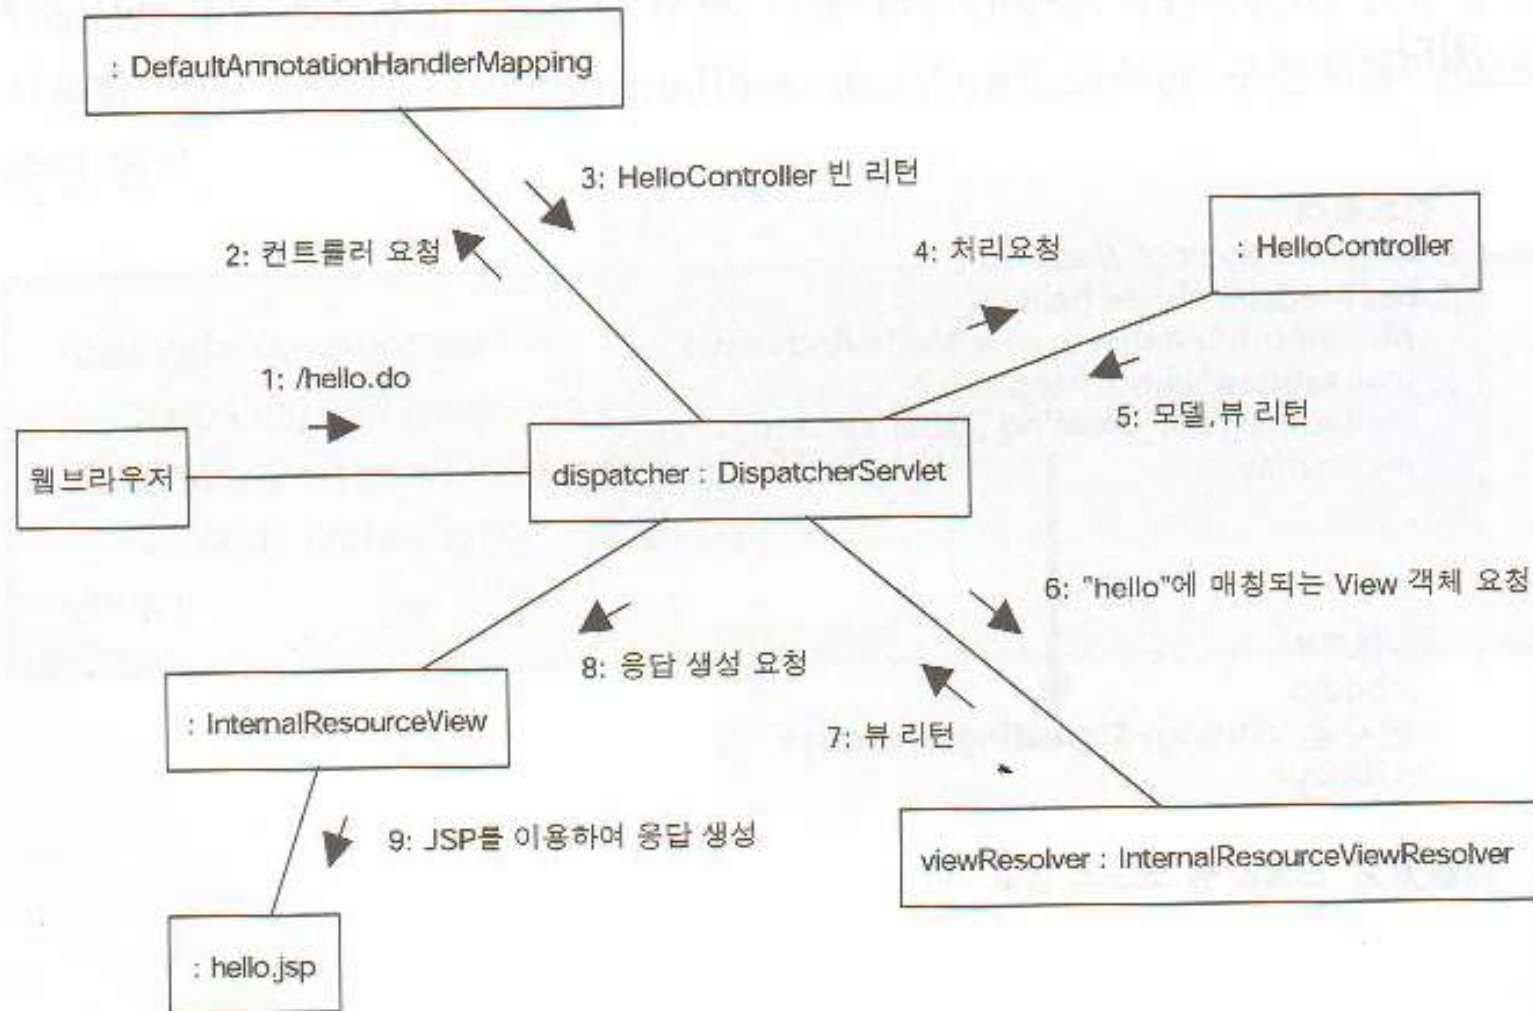 : DefaultAnnotationHandlerMapping
3: HelloController 빈 리턴
2: 컨트롤러 요청
4: 처리요청
: HelloController
1: /hello.do
5: 모델,뷰 리턴
웹브라우저
dispatcher : DispatcherServlet
6: "hello"에 매칭되는 View 객체 요청
8: 응답 생성 요청
: InternalResourceView
7: 뷰 리턴
9: JSP를 이용하여 응답 생성
viewResolver : InternalResourceViewResolver
: hello.jsp